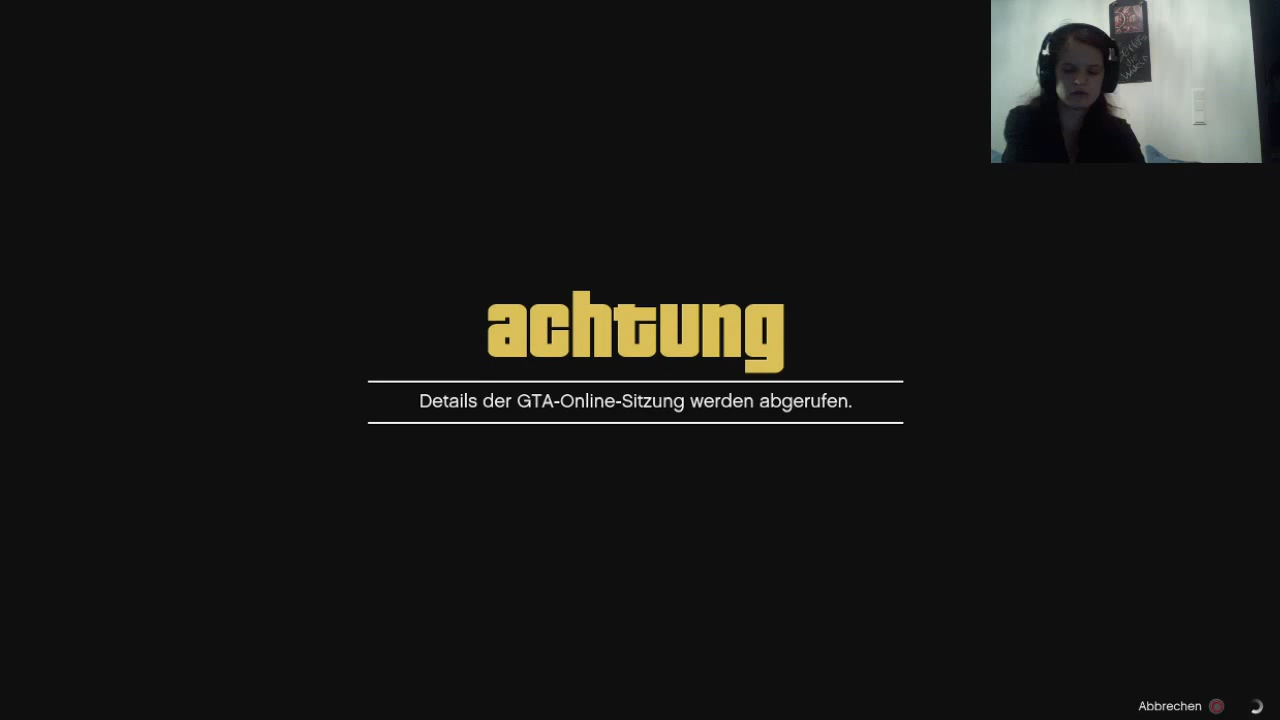 achtung
Details der GTA-Online-Sitzung werden abgerufen.
Abbrechen